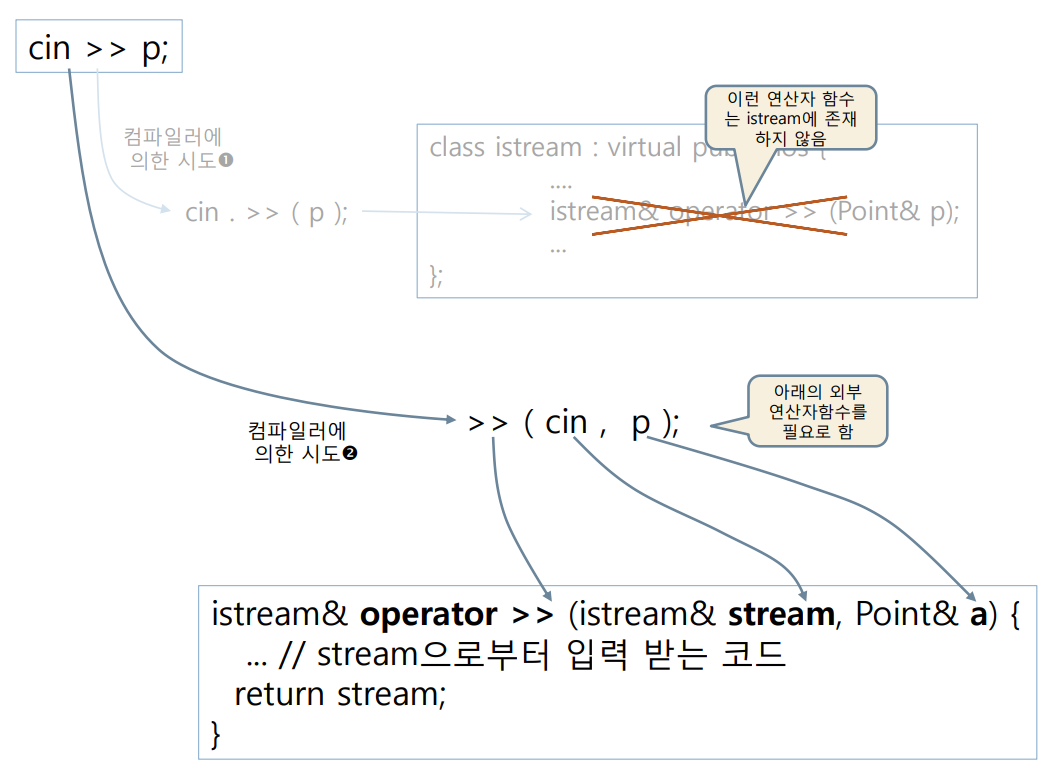 cin >> p;
컴파일러에
의한 시도❶
cin . >> ( p );
이런 연산자 함수
는 istream에 존재
하지 않음
class istream : virtual pub ios {
....
istream& operator >> (Point& p);
...
};
컴파일러에
의한 시도❷
>> ( cin , p );
아래의 외부
연산자함수를
필요로 함
istream& operator >> (istream& stream, Point& a) {
... // stream으로부터 입력 받는 코드
return stream;
}